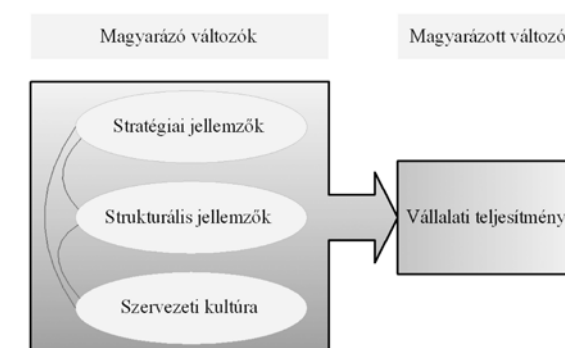 Magyarázó változók
Magyarázott változó
Stratégiai jellemzők
Strukturális jellemzők
Vállalati teljesítmény
Szervezeti kultúra